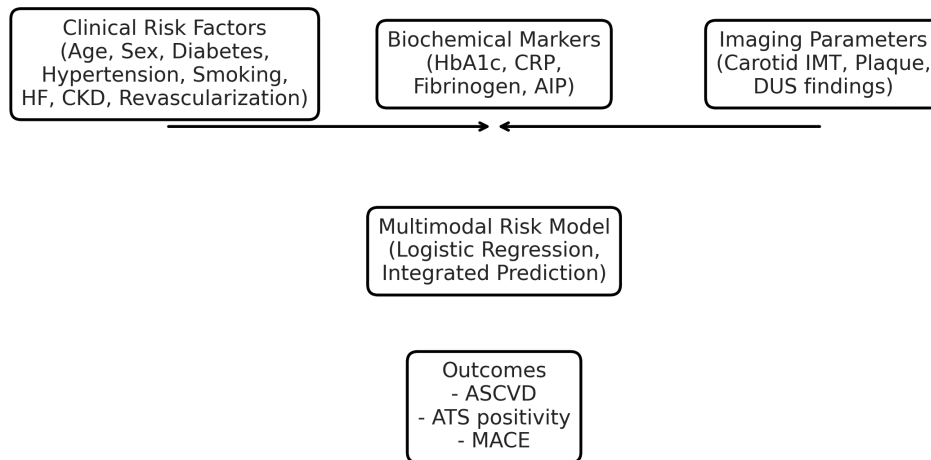 Clinical Risk Factors
(Age, Sex, Diabetes,
Hypertension, Smoking,
HF, CKD, Revascularization)
Biochemical Markers
(HbA1c, CRP,
Fibrinogen, AIP)
Imaging Parameters
(Carotid IMT, Plaque,
DUS findings)
Multimodal Risk Model
(Logistic Regression,
Integrated Prediction)
Outcomes
- ASCVD
- ATS positivity
- MACE